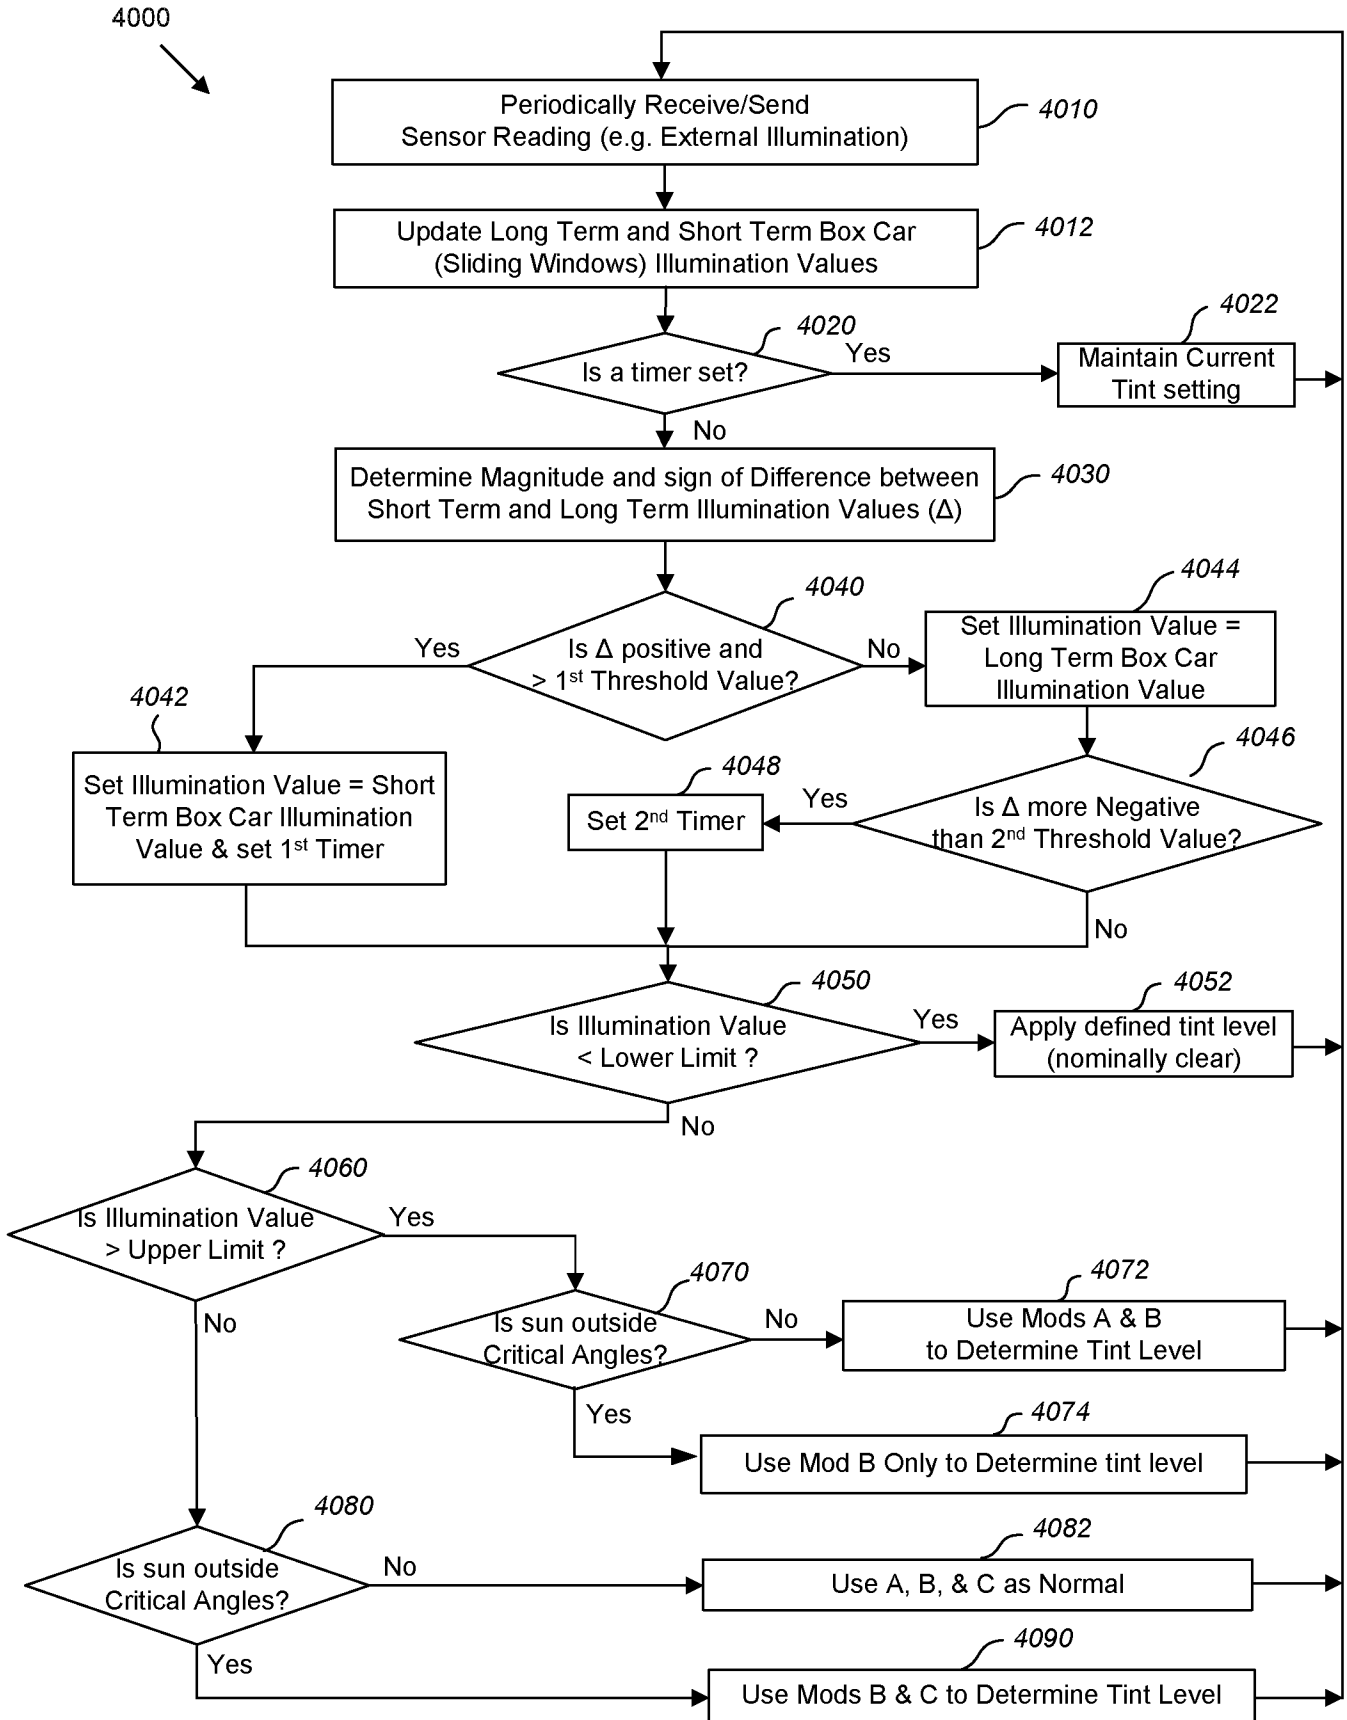 4000
Periodically Receive/Send
Sensor Reading (e.g. External Illumination)
4010
Update Long Term and Short Term Box Car
(Sliding Windows) Illumination Values
4012
4020
Is a timer set?
Yes
4022
Maintain Current
Tint setting
No
Determine Magnitude and sign of Difference between
Short Term and Long Term Illumination Values (Δ)
4030
4040
Is Δ positive and
> 1st Threshold Value?
Yes
No
4044
Set Illumination Value =
Long Term Box Car
Illumination Value
4042
Set Illumination Value = Short
Term Box Car Illumination
Value & set 1st Timer
4048
Set 2nd Timer
Yes
4046
Is Δ more Negative
than 2nd Threshold Value?
No
4050
Is Illumination Value
< Lower Limit ?
Yes
4052
Apply defined tint level
(nominally clear)
No
4060
Is Illumination Value
> Upper Limit ?
Yes
No
4070
Is sun outside
Critical Angles?
No
4072
Use Mods A & B
to Determine Tint Level
Yes
4074
Use Mod B Only to Determine tint level
4080
Is sun outside
Critical Angles?
No
4082
Use A, B, & C as Normal
Yes
4090
Use Mods B & C to Determine Tint Level